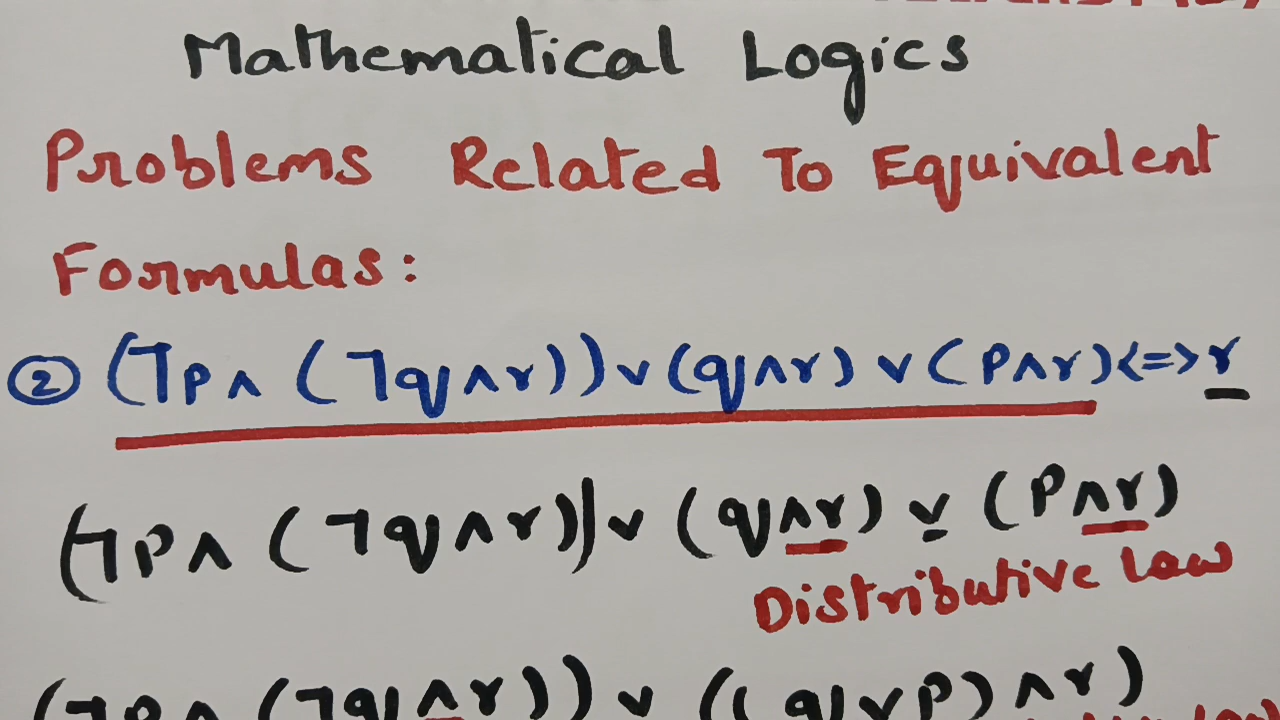 Mathematical Logics
Problems Related To Equivalent
Formulas:
② (¬p∧ (¬q∧r))∨(q∧r) ∨(p∧r)<=>r
(¬p∧ (¬q∧r))∨ (q∧r) ∨ (p∧r)
Distributive law
(¬p∧ (¬q∧r)) ∨ ((q∨p)∧r)